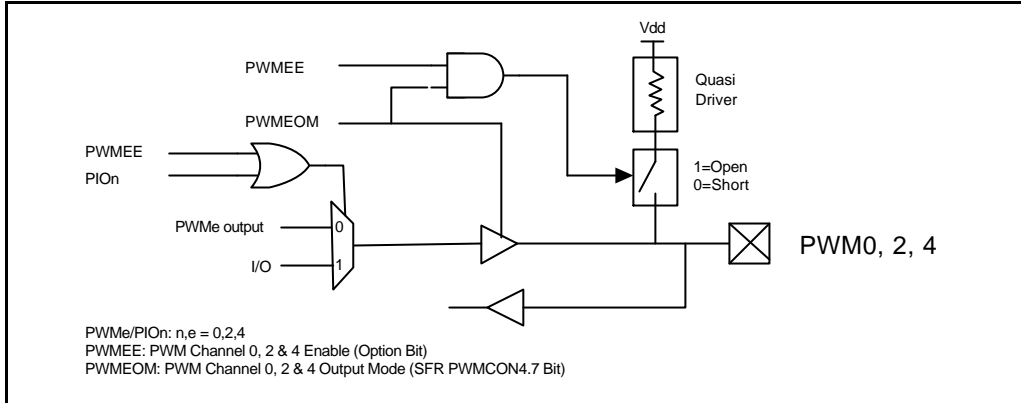 Vdd
PWMEE
Quasi
Driver
PWMEOM
PWMEE
PIOn
1=Open
0=Short
PWMe output
0
I/O
1
PWM0, 2, 4
PWMe/PIOn: n,e = 0,2,4
PWMEE: PWM Channel 0, 2 & 4 Enable (Option Bit)
PWMEOM: PWM Channel 0, 2 & 4 Output Mode (SFR PWMCON4.7 Bit)